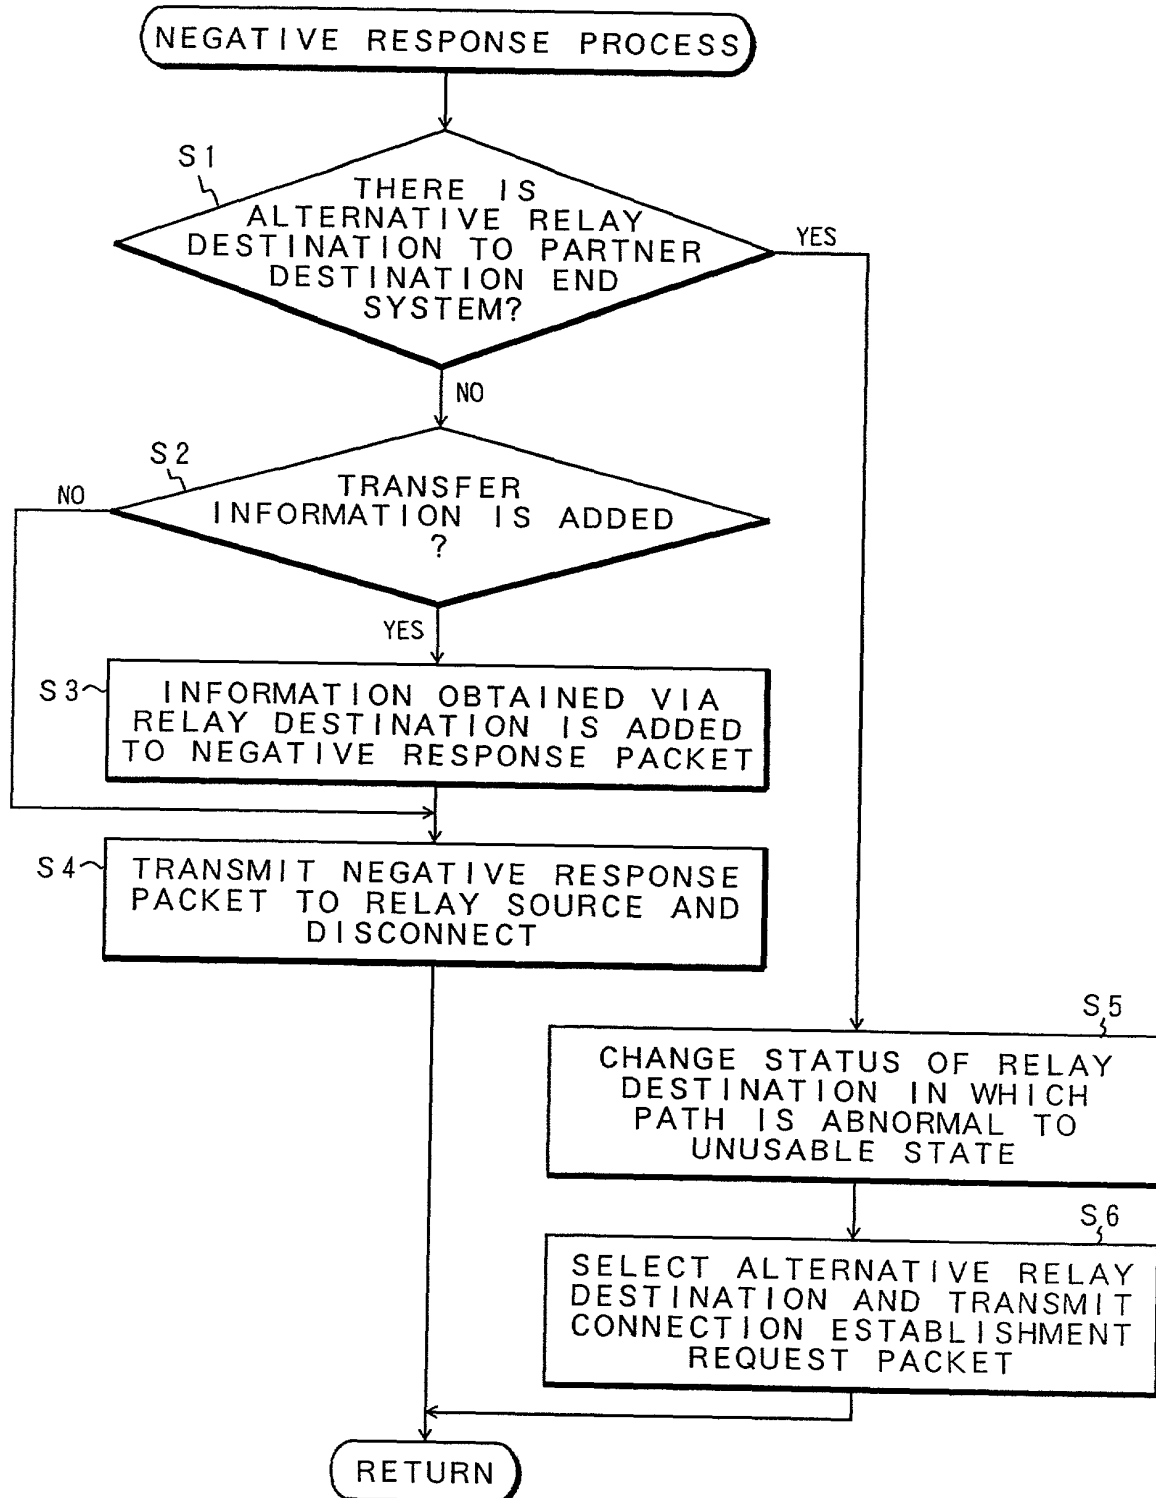 NEGATIVE RESPONSE PROCESS
S1
THERE IS
ALTERNATIVE RELAY
DESTINATION TO PARTNER
DESTINATION END
SYSTEM?
YES
NO
S2
TRANSFER
INFORMATION IS ADDED
?
NO
YES
S3
INFORMATION OBTAINED VIA
RELAY DESTINATION IS ADDED
TO NEGATIVE RESPONSE PACKET
S4
TRANSMIT NEGATIVE RESPONSE
PACKET TO RELAY SOURCE AND
DISCONNECT
S5
CHANGE STATUS OF RELAY
DESTINATION IN WHICH
PATH IS ABNORMAL TO
UNUSABLE STATE
S6
SELECT ALTERNATIVE RELAY
DESTINATION AND TRANSMIT
CONNECTION ESTABLISHMENT
REQUEST PACKET
RETURN